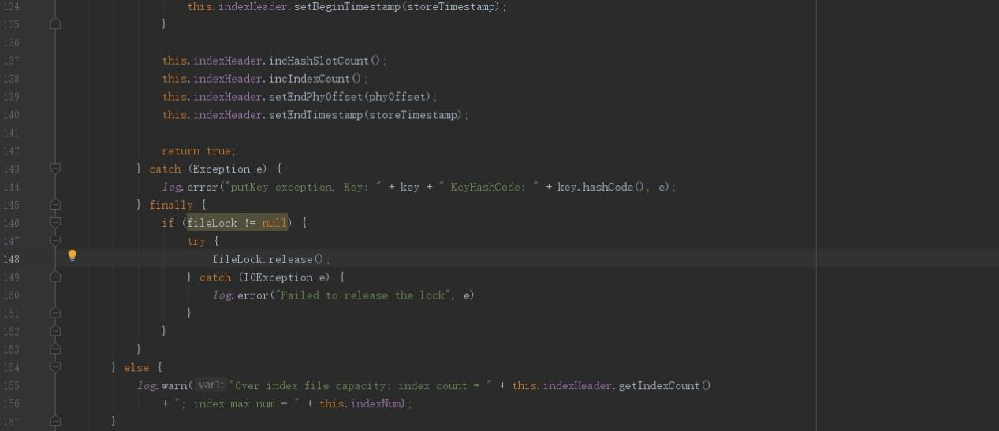 134 this.indexHeader.setBeginTimestamp(storeTimestamp);
135 }
136
137 this.indexHeader.incHashSlotCount();
138 this.indexHeader.incIndexCount();
139 this.indexHeader.setEndPhyOffset(phyOffset);
140 this.indexHeader.setEndTimestamp(storeTimestamp);
141
142 return true;
143 } catch (Exception e) {
144 log.error("putKey exception, Key: " + key + " KeyHashCode: " + key.hashCode(), e);
145 } finally {
146 if (fileLock != null) {
147 try {
148 fileLock.release();
149 } catch (IOException e) {
150 log.error("Failed to release the lock", e);
151 }
152 }
153 }
154 } else {
155 log.warn( var1: "Over index file capacity: index count = " + this.indexHeader.getIndexCount()
156 + "; index max num = " + this.indexNum);
157 }